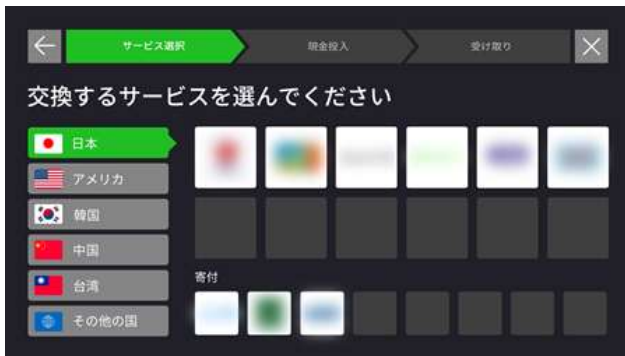 サービス選択
現金投入
受け取り
交換するサービスを選んでください
日本
アメリカ
韓国
中国
台湾
その他の国
寄付